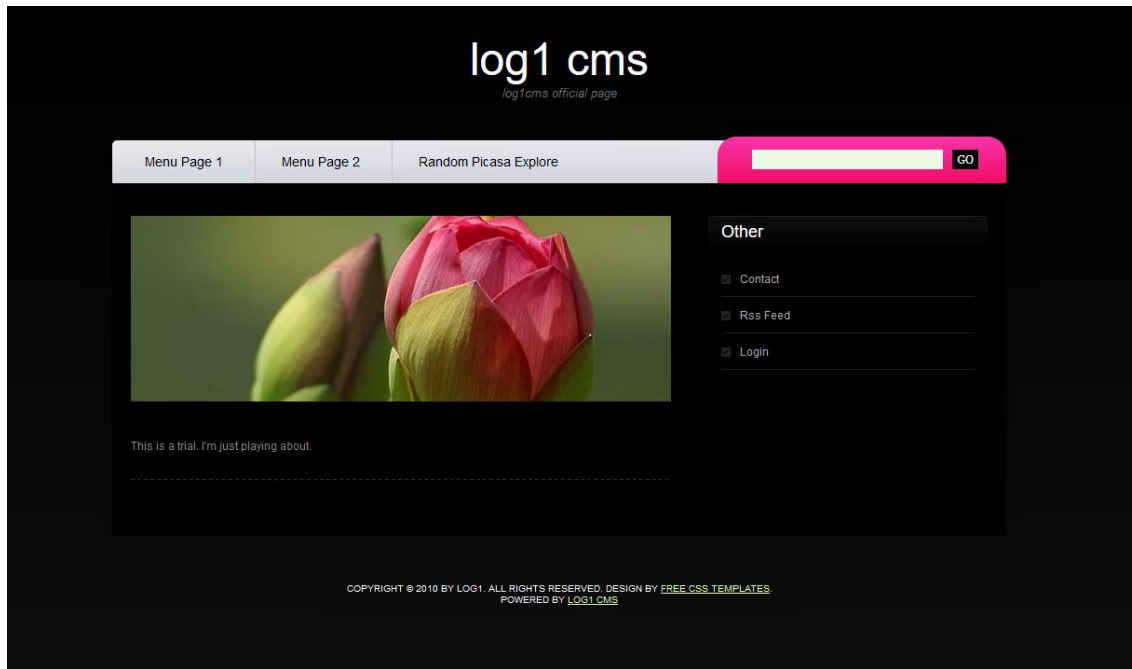 log1 cms
log1cms official page
Menu Page 1
Menu Page 2
Random Picasa Explore
GO
Other
Contact
Rss Feed
Login
This is a trial. I'm just playing about.
COPYRIGHT © 2010 BY LOG1. ALL RIGHTS RESERVED. DESIGN BY FREE CSS TEMPLATES.
POWERED BY LOG1 CMS